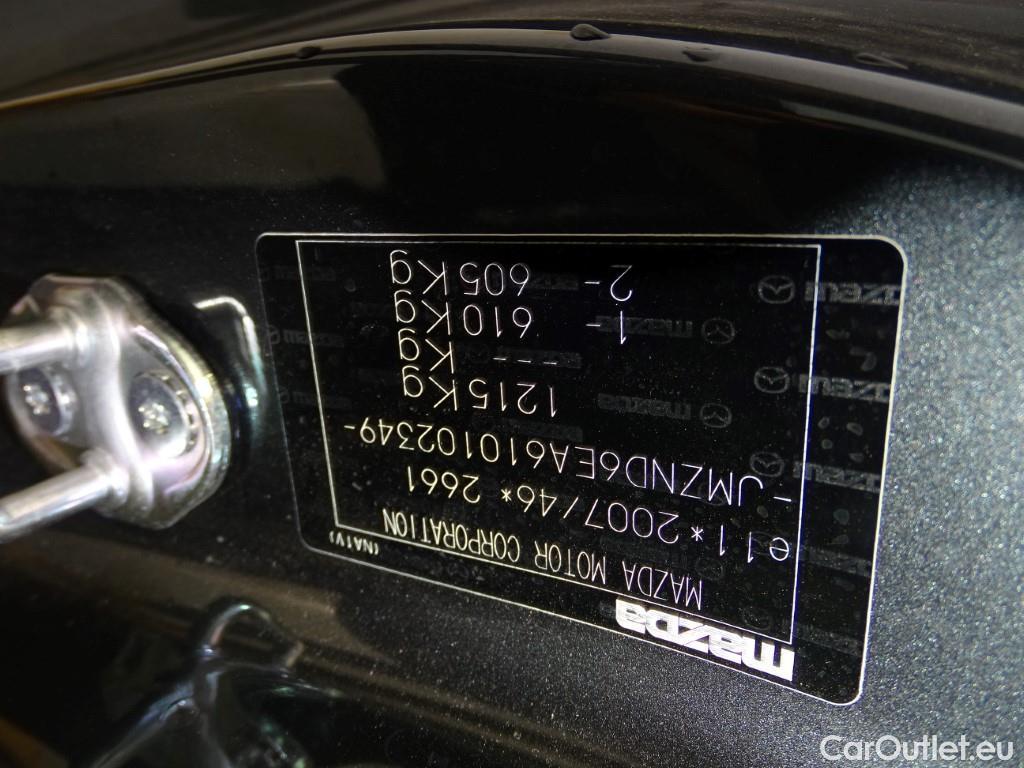 mazda
(NA1V)
MAZDA MOTOR CORPORATION
e11*2007/46* 2661
-JMZND6EA610102349-
1215Kg
--- Kg
1- 610Kg
2- 605Kg
CarOutlet.eu